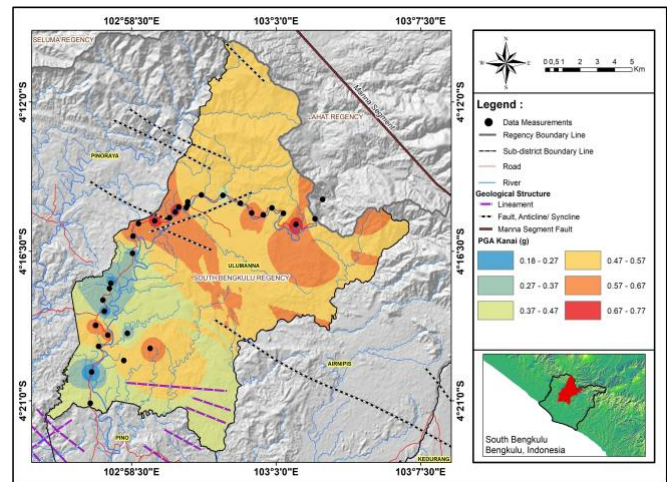 102°58'30"E 103°3'0"E 103°7'30"E
SELUMA REGENCY
Manna Segment
LAHAT REGENCY
PINORAYA
ULUMANNA
SOUTH BENGKULU REGENCY
AIRNIPIS
PINO
KEDURANG
4°12'0"S
4°16'30"S
4°21'0"S
4°12'0"S
4°16'30"S
4°21'0"S
102°58'30"E 103°3'0"E 103°7'30"E
N
W E
S
0 0,5 1 2 3 4 5
Km
Legend :
Data Measurements
Regency Boundary Line
Sub-district Boundary Line
Road
River
Geological Structure
Lineament
Fault, Anticline/ Syncline
Manna Segment Fault
PGA Kanai (g)
0.18 - 0.27 0.47 - 0.57
0.27 - 0.37 0.57 - 0.67
0.37 - 0.47 0.67 - 0.77
South Bengkulu
Bengkulu, Indonesia